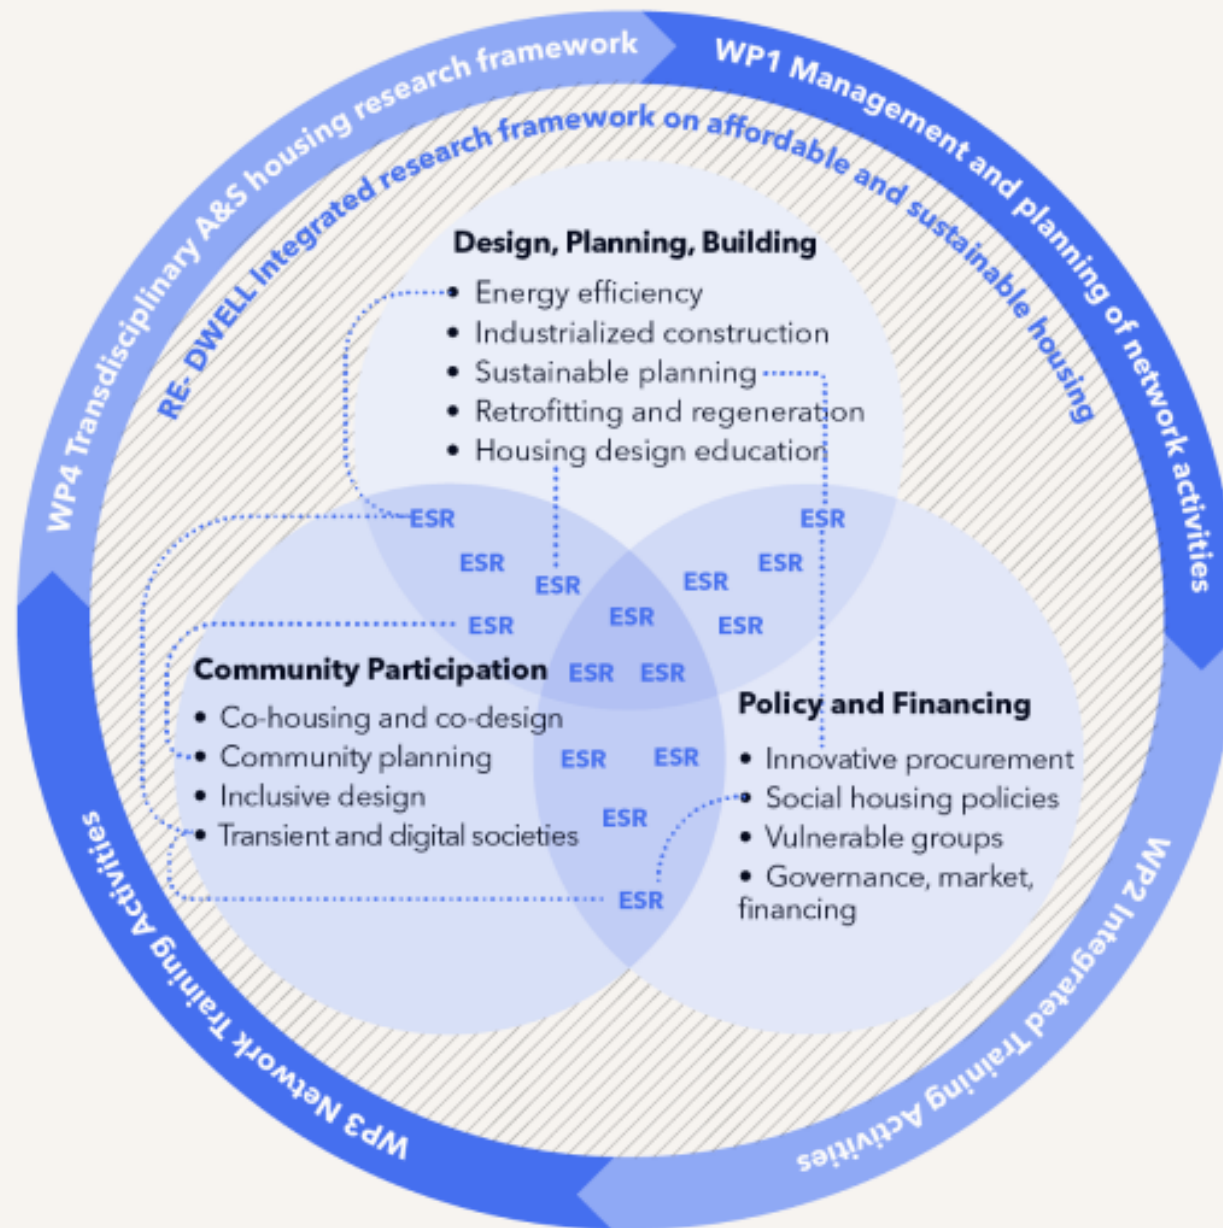 WP4 Transdisciplinary A&S housing research framework
WP1 Management and planning of network activities
RE- DWELL Integrated research framework on affordable and sustainable housing
Design, Planning, Building
• Energy efficiency
• Industrialized construction
• Sustainable planning
• Retrofitting and regeneration
• Housing design education
ESR
ESR
ESR
ESR
ESR
ESR
ESR
ESR
ESR
ESR
ESR
Community Participation
• Co-housing and co-design
• Community planning
• Inclusive design
• Transient and digital societies
ESR
ESR
ESR
ESR
Policy and Financing
• Innovative procurement
• Social housing policies
• Vulnerable groups
• Governance, market,
financing
WP3 Network Training Activities
WP2 Integrated Training Activities